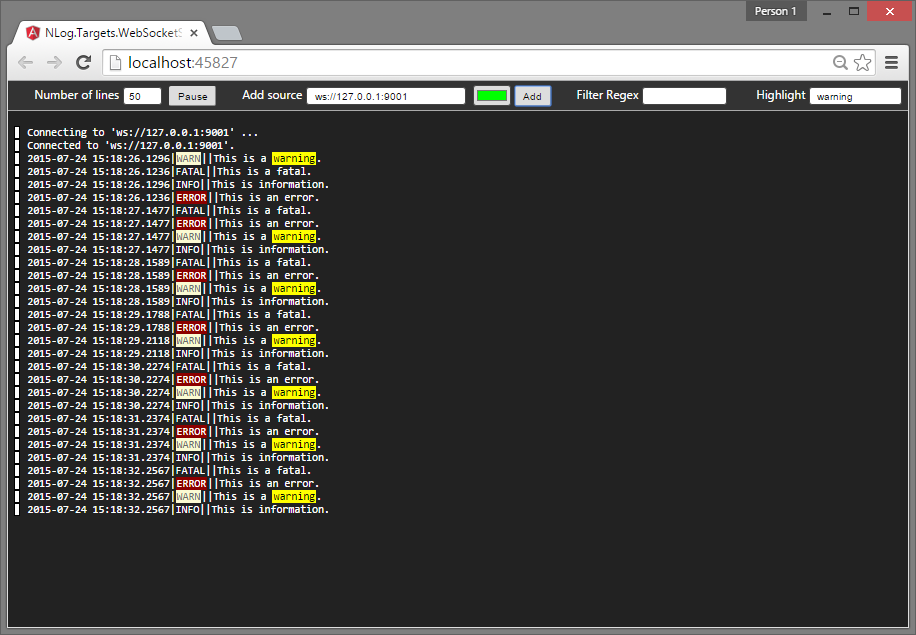 Person 1
NLog.Targets.WebSocketS
localhost:45827
Number of lines 50 Pause Add source ws://127.0.0.1:9001 Add Filter Regex Highlight warning
Connecting to 'ws://127.0.0.1:9001' ...
Connected to 'ws://127.0.0.1:9001'.
2015-07-24 15:18:26.1296|WARN||This is a warning.
2015-07-24 15:18:26.1236|FATAL||This is a fatal.
2015-07-24 15:18:26.1296|INFO||This is information.
2015-07-24 15:18:26.1236|ERROR||This is an error.
2015-07-24 15:18:27.1477|FATAL||This is a fatal.
2015-07-24 15:18:27.1477|ERROR||This is an error.
2015-07-24 15:18:27.1477|WARN||This is a warning.
2015-07-24 15:18:27.1477|INFO||This is information.
2015-07-24 15:18:28.1589|FATAL||This is a fatal.
2015-07-24 15:18:28.1589|ERROR||This is an error.
2015-07-24 15:18:28.1589|WARN||This is a warning.
2015-07-24 15:18:28.1589|INFO||This is information.
2015-07-24 15:18:29.1788|FATAL||This is a fatal.
2015-07-24 15:18:29.1788|ERROR||This is an error.
2015-07-24 15:18:29.2118|WARN||This is a warning.
2015-07-24 15:18:29.2118|INFO||This is information.
2015-07-24 15:18:30.2274|FATAL||This is a fatal.
2015-07-24 15:18:30.2274|ERROR||This is an error.
2015-07-24 15:18:30.2274|WARN||This is a warning.
2015-07-24 15:18:30.2274|INFO||This is information.
2015-07-24 15:18:31.2374|FATAL||This is a fatal.
2015-07-24 15:18:31.2374|ERROR||This is an error.
2015-07-24 15:18:31.2374|WARN||This is a warning.
2015-07-24 15:18:31.2374|INFO||This is information.
2015-07-24 15:18:32.2567|FATAL||This is a fatal.
2015-07-24 15:18:32.2567|ERROR||This is an error.
2015-07-24 15:18:32.2567|WARN||This is a warning.
2015-07-24 15:18:32.2567|INFO||This is information.